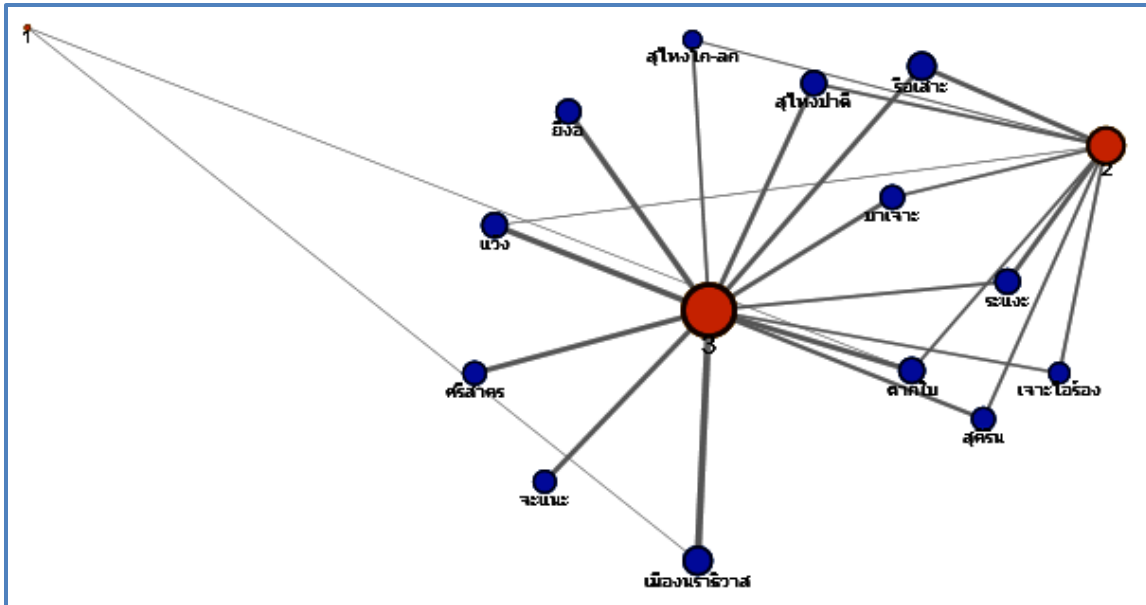 1
สุไหงโก-ลก
สุไหงปาดี
รือเสาะ
ยี่งอ
2
บาเจาะ
แว้ง
ระแงะ
3
ศรีสาคร
ตากใบ
เจาะไอร้อง
สุคิริน
จะแนะ
เมืองนราธิวาส